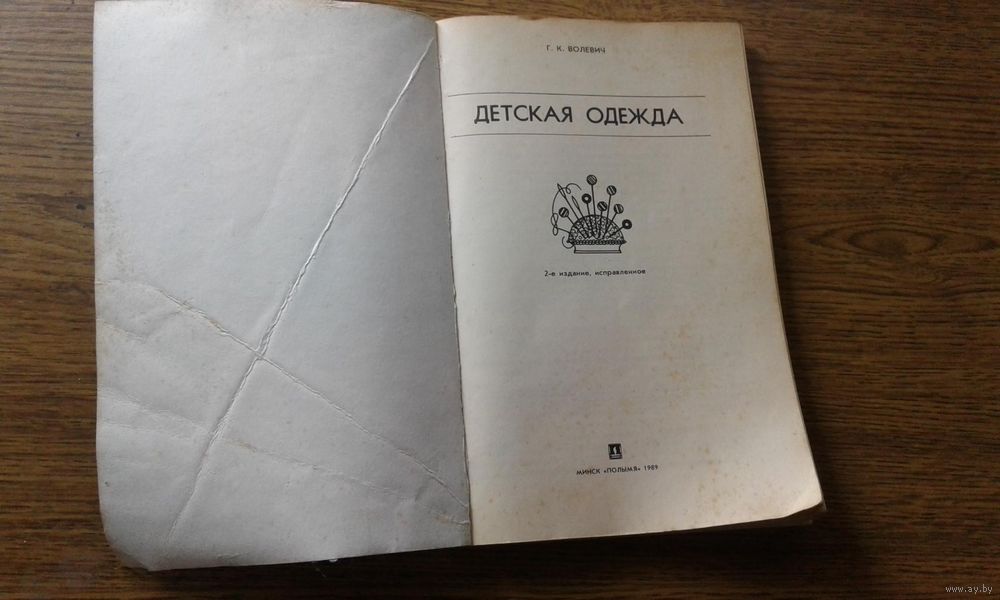 Г. К. ВОЛЕВИЧ
ДЕТСКАЯ ОДЕЖДА
2-е издание, исправленное
МИНСК «ПОЛЫМЯ» 1989
www.ay.by